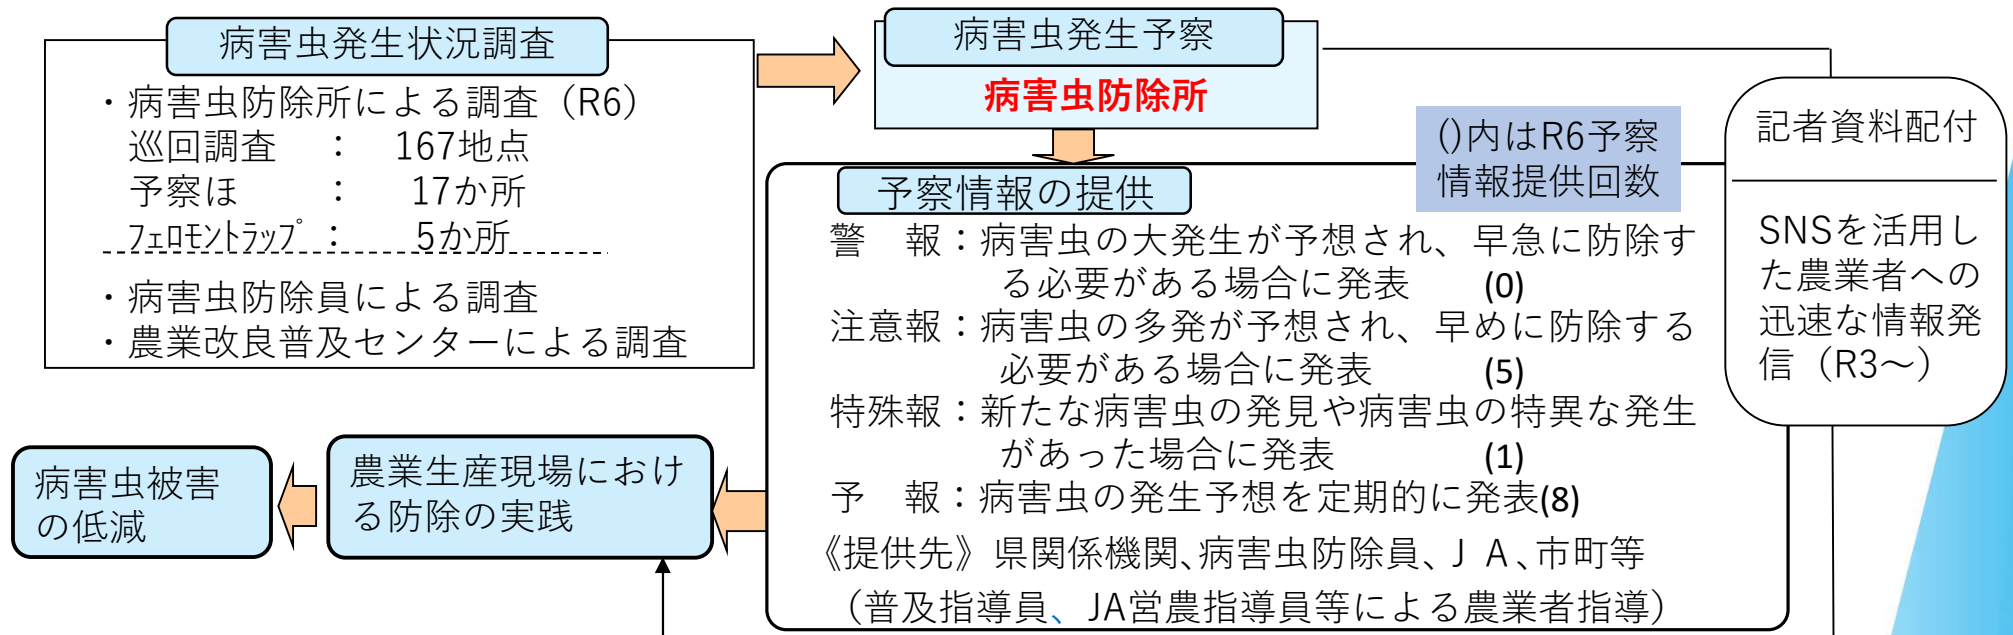 病害虫発生状況調査
・病害虫防除所による調査（R6）
巡回調査　：　167地点
予察ほ　　：　17か所
ﾌｪﾛﾓﾝﾄﾗｯﾌﾟ：　5か所
・病害虫防除員による調査
・農業改良普及センターによる調査
病害虫発生予察
病害虫防除所
()内はR6予察
情報提供回数
予察情報の提供
警　報：病害虫の大発生が予想され、早急に防除す
る必要がある場合に発表　(0)
注意報：病害虫の多発が予想され、早めに防除する
必要がある場合に発表　(5)
特殊報：新たな病害虫の発見や病害虫の特異な発生
があった場合に発表　(1)
予　報：病害虫の発生予想を定期的に発表(8)
《提供先》県関係機関、病害虫防除員、Ｊ Ａ、市町等
（普及指導員、JA営農指導員等による農業者指導）
記者資料配付
SNSを活用し
た農業者への
迅速な情報発
信（R3～）
農業生産現場におけ
る防除の実践
病害虫被害
の低減